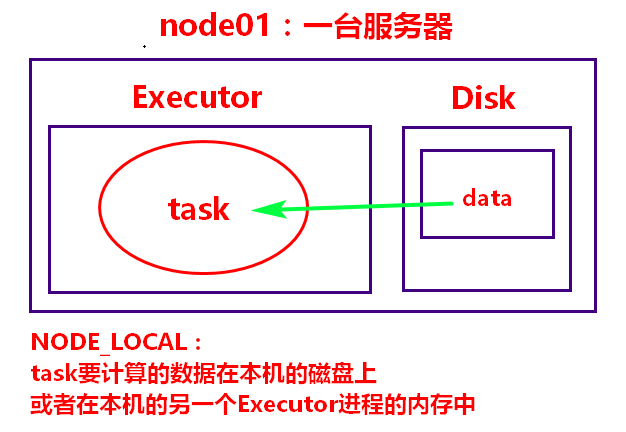 node01：一台服务器
Executor
Disk
task
data
NODE_LOCAL：
task要计算的数据在本机的磁盘上
或者在本机的另一个Executor进程的内存中